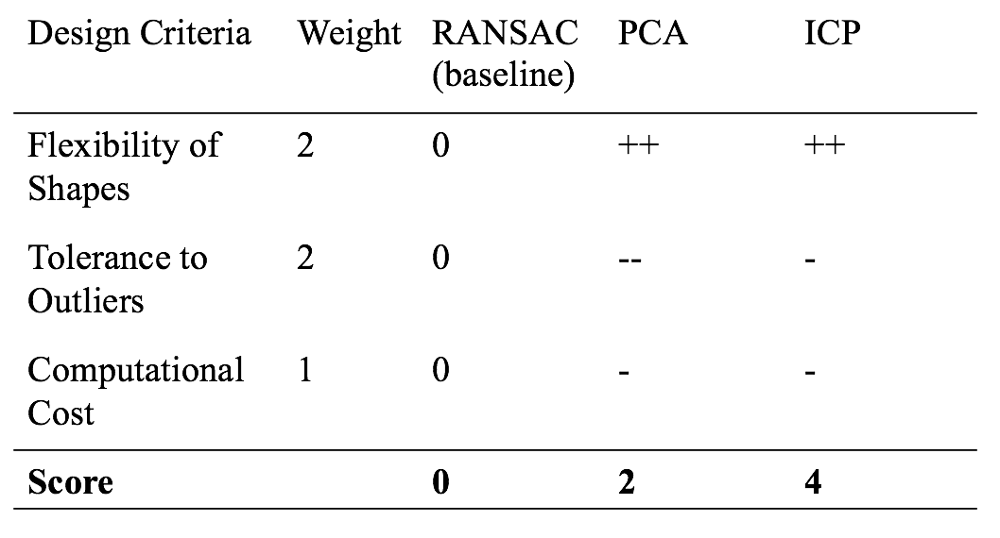 Design Criteria Weight RANSAC PCA ICP
(baseline)
Flexibility of 2 0 ++ ++
Shapes
Tolerance to 2 0 -- -
Outliers
Computational 1 0 - -
Cost
Score 0 2 4